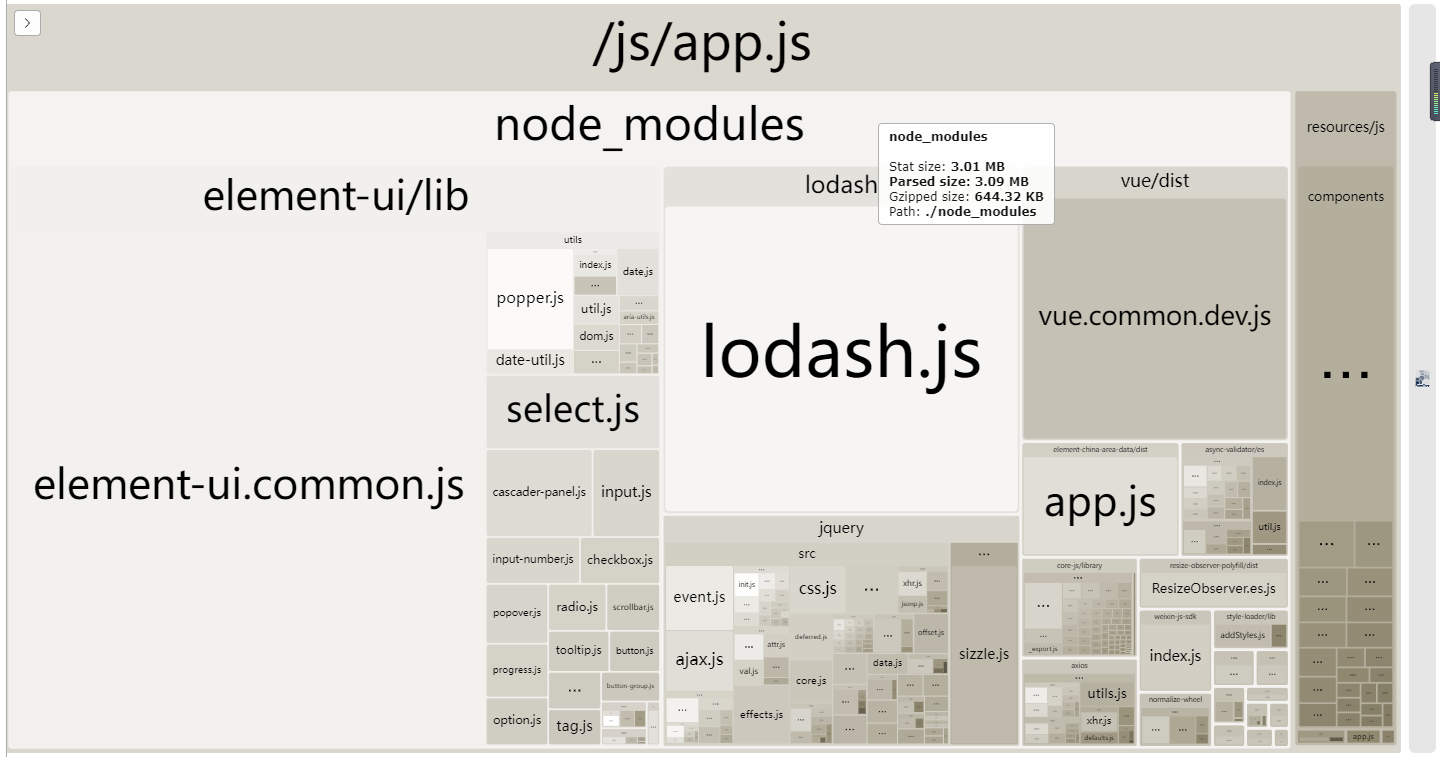 /js/app.js
node_modules
node_modules
Stat size: 3.01 MB
Parsed size: 3.09 MB
Gzipped size: 644.32 KB
Path: ./node_modules
resources/js
components
...
...
...
app.js
element-ui/lib
element-ui.common.js
utils
popper.js
index.js
...
date.js
util.js
...
aria-utils.js
dom.js
...
...
date-util.js
...
select.js
cascader-panel.js
input.js
input-number.js
checkbox.js
popover.js
radio.js
scrollbar.js
tooltip.js
button.js
progress.js
...
button-group.js
option.js
tag.js
lodash
lodash.js
jquery
src
...
event.js
init.js
css.js
...
xhr.js
jsonp.js
ajax.js
...
attr.js
deferred.js
...
offset.js
val.js
core.js
...
data.js
sizzle.js
...
effects.js
vue/dist
vue.common.dev.js
element-china-area-data/dist
app.js
async-validator/es
index.js
util.js
core-js/library
...
_export.js
resize-observer-polyfill/dist
ResizeObserver.es.js
weixin-js-sdk
index.js
style-loader/lib
addStyles.js
axios
...
utils.js
xhr.js
defaults.js
normalize-wheel
...